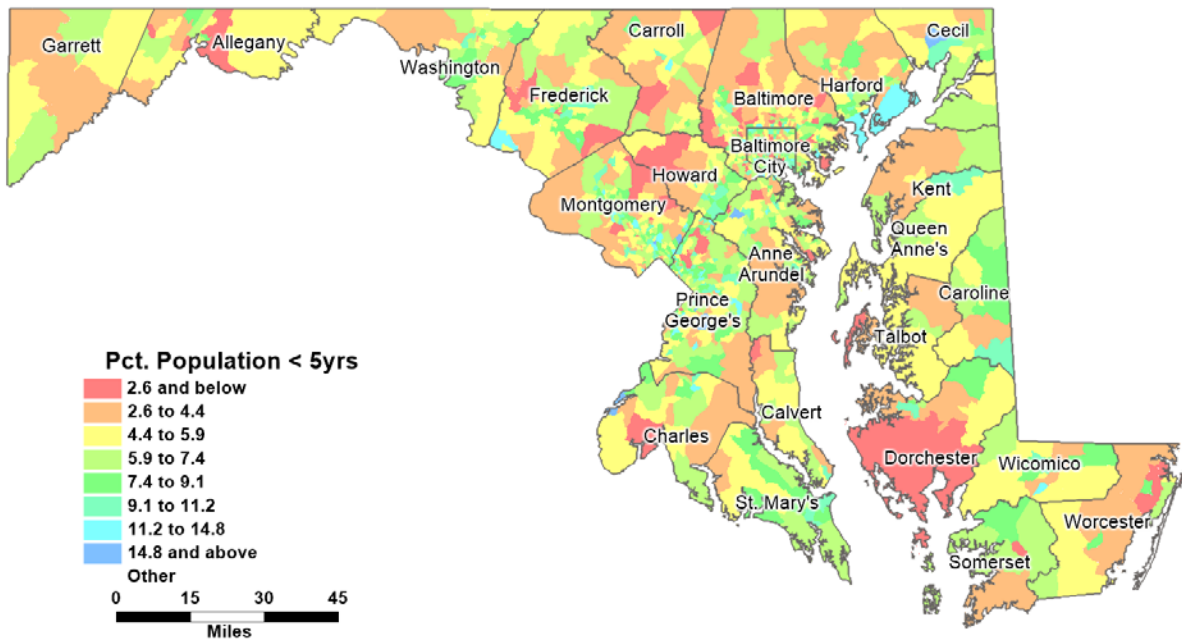 Garrett
Allegany
Washington
Frederick
Carroll
Baltimore
Harford
Cecil
Baltimore
City
Howard
Montgomery
Kent
Queen
Anne's
Anne
Arundel
Caroline
Prince
George's
Talbot
Calvert
Charles
Dorchester
Wicomico
St. Mary's
Worcester
Somerset
Pct. Population < 5yrs
2.6 and below
2.6 to 4.4
4.4 to 5.9
5.9 to 7.4
7.4 to 9.1
9.1 to 11.2
11.2 to 14.8
14.8 and above
Other
0 15 30 45
Miles